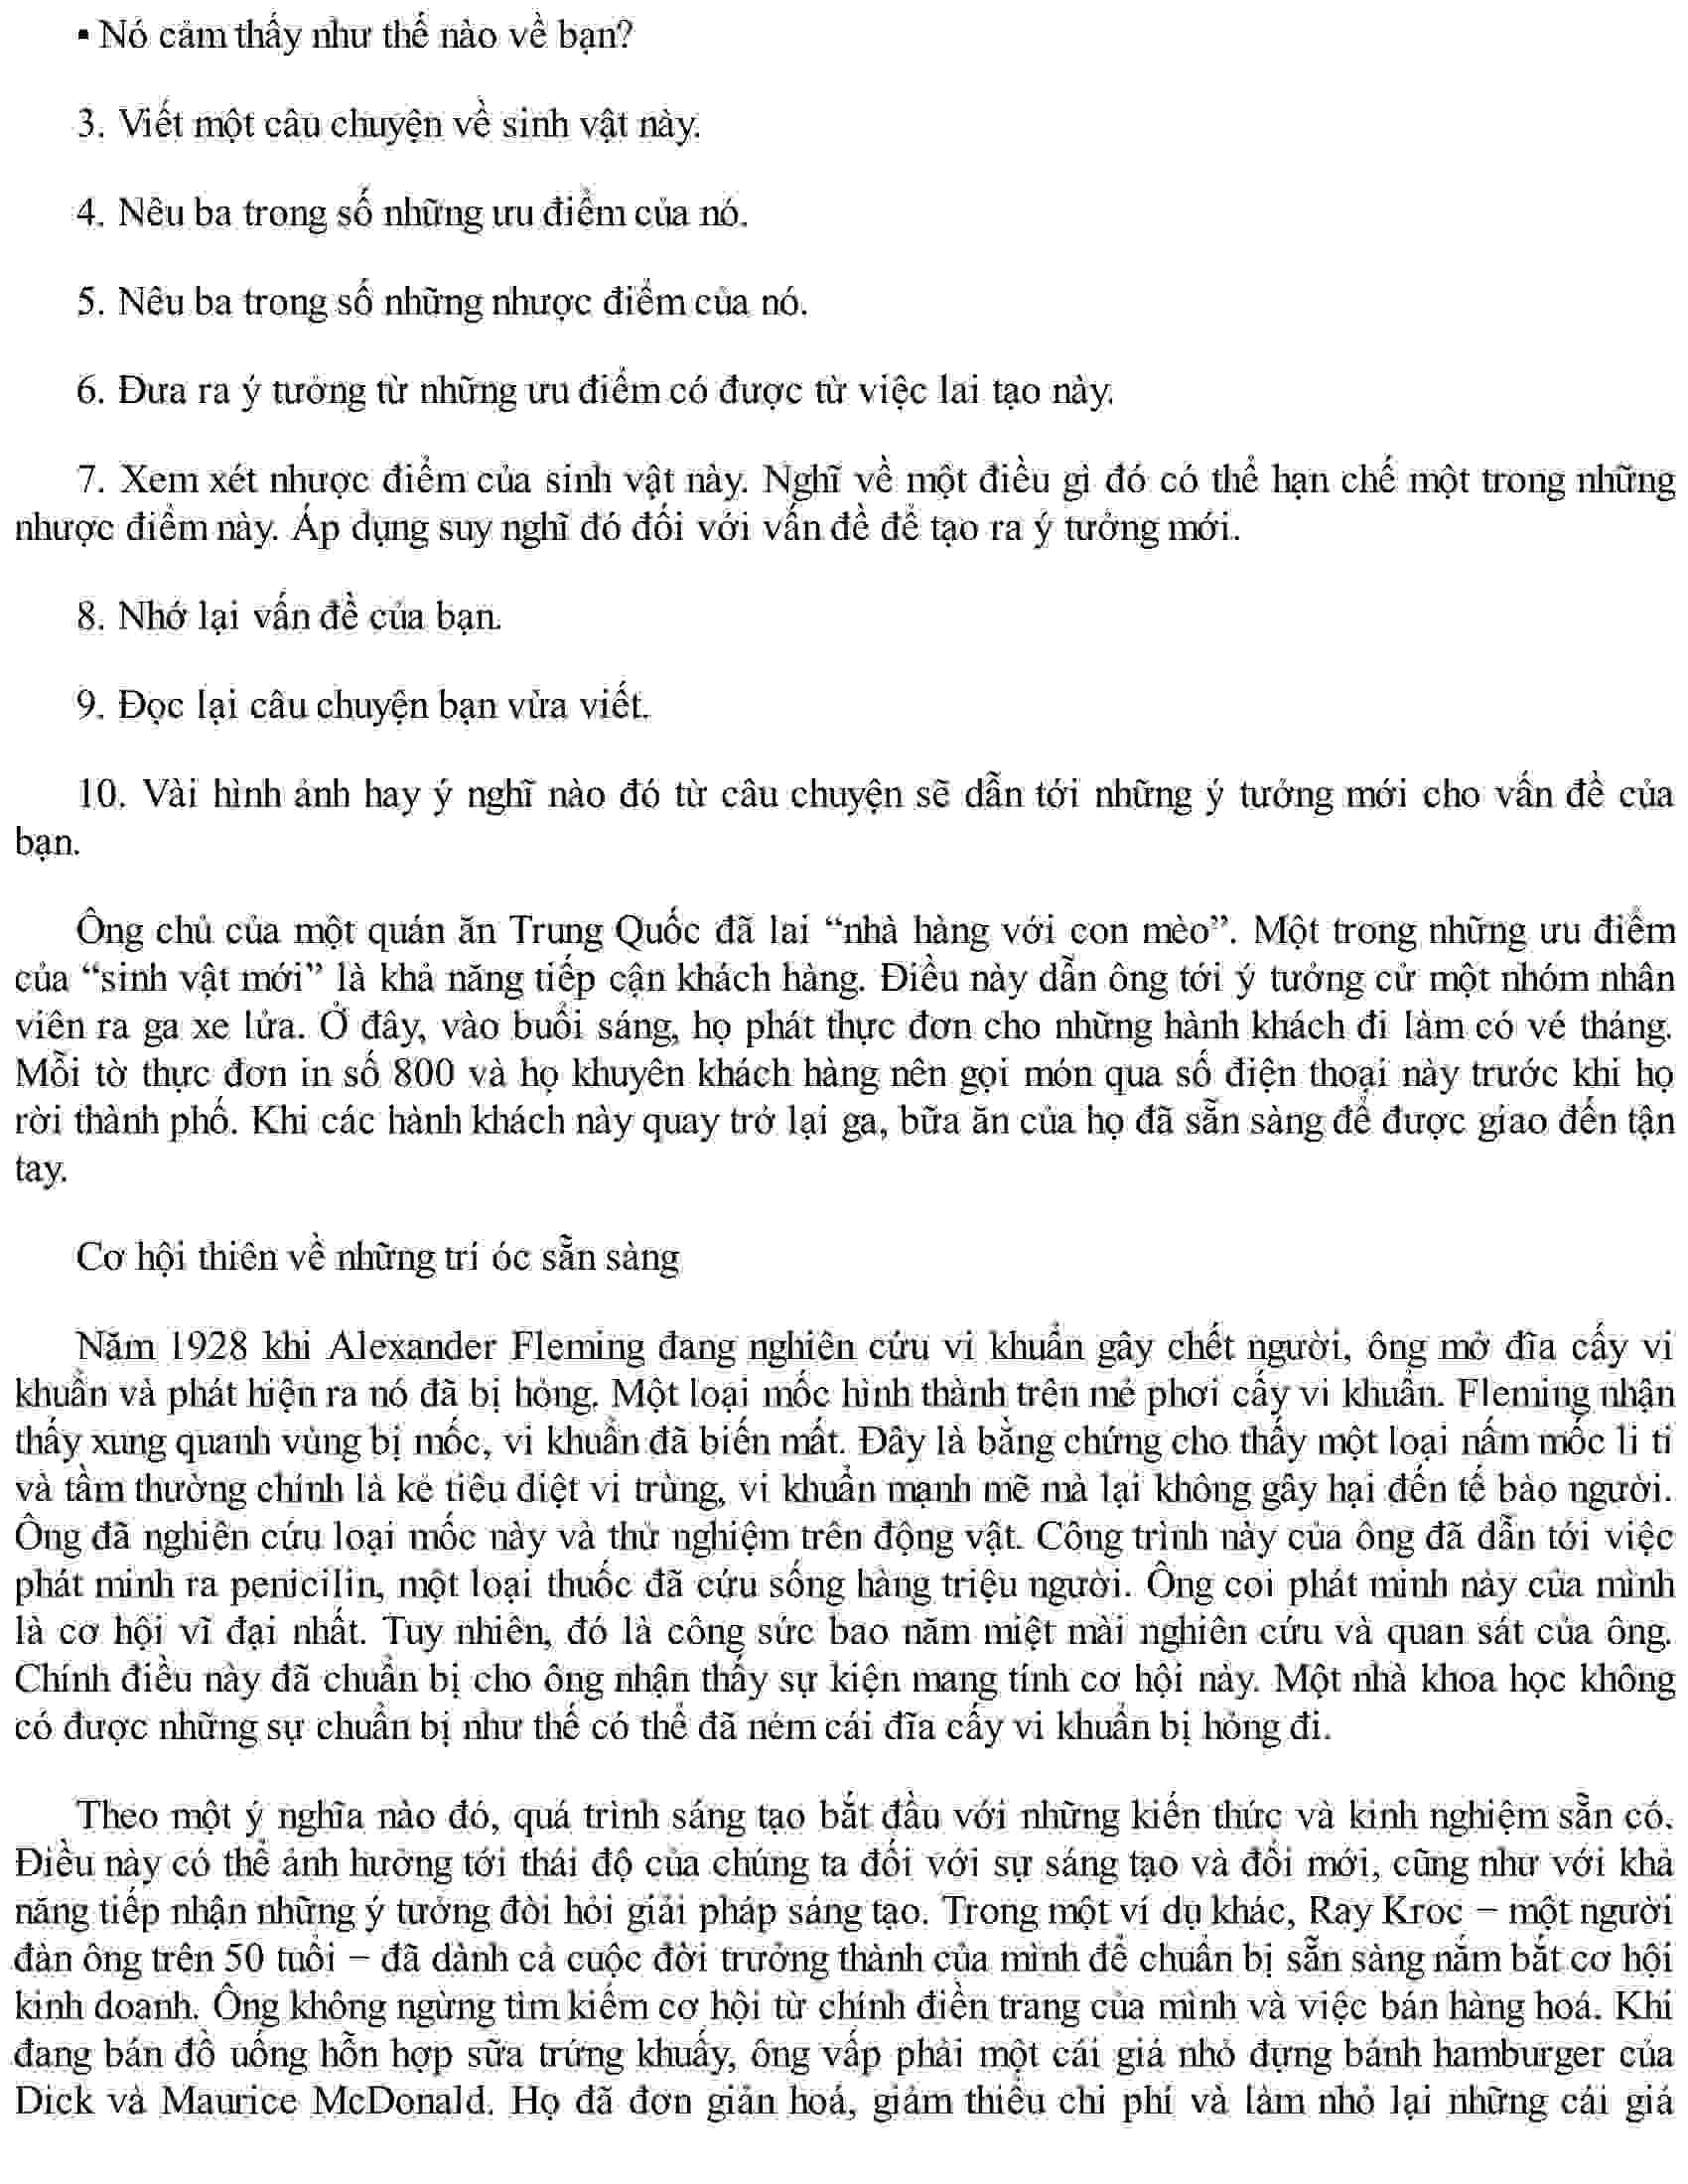 ▪ Nó cảm thấy như thế nào về bạn?
3. Viết một câu chuyện về sinh vật này.
4. Nêu ba trong số những ưu điểm của nó.
5. Nêu ba trong số những nhược điểm của nó.
6. Đưa ra ý tưởng từ những ưu điểm có được từ việc lai tạo này.
7. Xem xét nhược điểm của sinh vật này. Nghĩ về một điều gì đó có thể hạn chế một trong những
nhược điểm này. Áp dụng suy nghĩ đó đối với vấn đề để tạo ra ý tưởng mới.
8. Nhớ lại vấn đề của bạn.
9. Đọc lại câu chuyện bạn vừa viết.
10. Vài hình ảnh hay ý nghĩ nào đó từ câu chuyện sẽ dẫn tới những ý tưởng mới cho vấn đề của
bạn.
Ông chủ của một quán ăn Trung Quốc đã lai “nhà hàng với con mèo”. Một trong những ưu điểm
của “sinh vật mới” là khả năng tiếp cận khách hàng. Điều này dẫn ông tới ý tưởng cử một nhóm nhân
viên ra ga xe lửa. Ở đây, vào buổi sáng, họ phát thực đơn cho những hành khách đi làm có vé tháng.
Mỗi tờ thực đơn in số 800 và họ khuyên khách hàng nên gọi món qua số điện thoại này trước khi họ
rời thành phố. Khi các hành khách này quay trở lại ga, bữa ăn của họ đã sẵn sàng để được giao đến tận
tay.
Cơ hội thiên về những trí óc sẵn sàng
Năm 1928 khi Alexander Fleming đang nghiên cứu vi khuẩn gây chết người, ông mở đĩa cấy vi
khuẩn và phát hiện ra nó đã bị hỏng. Một loại mốc hình thành trên mẻ phơi cấy vi khuẩn. Fleming nhận
thấy xung quanh vùng bị mốc, vi khuẩn đã biến mất. Đây là bằng chứng cho thấy một loại nấm mốc li ti
và tầm thường chính là kẻ tiêu diệt vi trùng, vi khuẩn mạnh mẽ mà lại không gây hại đến tế bào người.
Ông đã nghiên cứu loại mốc này và thử nghiệm trên động vật. Công trình này của ông đã dẫn tới việc
phát minh ra penicilin, một loại thuốc đã cứu sống hàng triệu người. Ông coi phát minh này của mình
là cơ hội vĩ đại nhất. Tuy nhiên, đó là công sức bao năm miệt mài nghiên cứu và quan sát của ông.
Chính điều này đã chuẩn bị cho ông nhận thấy sự kiện mang tính cơ hội này. Một nhà khoa học không
có được những sự chuẩn bị như thế có thể đã ném cái đĩa cấy vi khuẩn bị hỏng đi.
Theo một ý nghĩa nào đó, quá trình sáng tạo bắt đầu với những kiến thức và kinh nghiệm sẵn có.
Điều này có thể ảnh hưởng tới thái độ của chúng ta đối với sự sáng tạo và đổi mới, cũng như với khả
năng tiếp nhận những ý tưởng đòi hỏi giải pháp sáng tạo. Trong một ví dụ khác, Ray Kroc – một người
đàn ông trên 50 tuổi – đã dành cả cuộc đời trưởng thành của mình để chuẩn bị sẵn sàng nắm bắt cơ hội
kinh doanh. Ông không ngừng tìm kiếm cơ hội từ chính điền trang của mình và việc bán hàng hoá. Khi
đang bán đồ uống hỗn hợp sữa trứng khuấy, ông vấp phải một cái giá nhỏ đựng bánh hamburger của
Dick và Maurice McDonald. Họ đã đơn giản hoá, giảm thiểu chi phí và làm nhỏ lại những cái giá